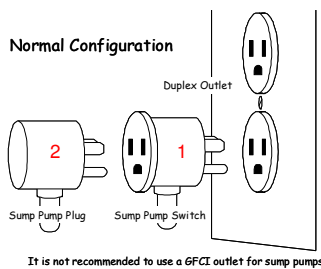 Normal Configuration
Duplex Outlet
2
1
Sump Pump Plug
Sump Pump Switch
It is not recommended to use a GFCI outlet for sump pumps